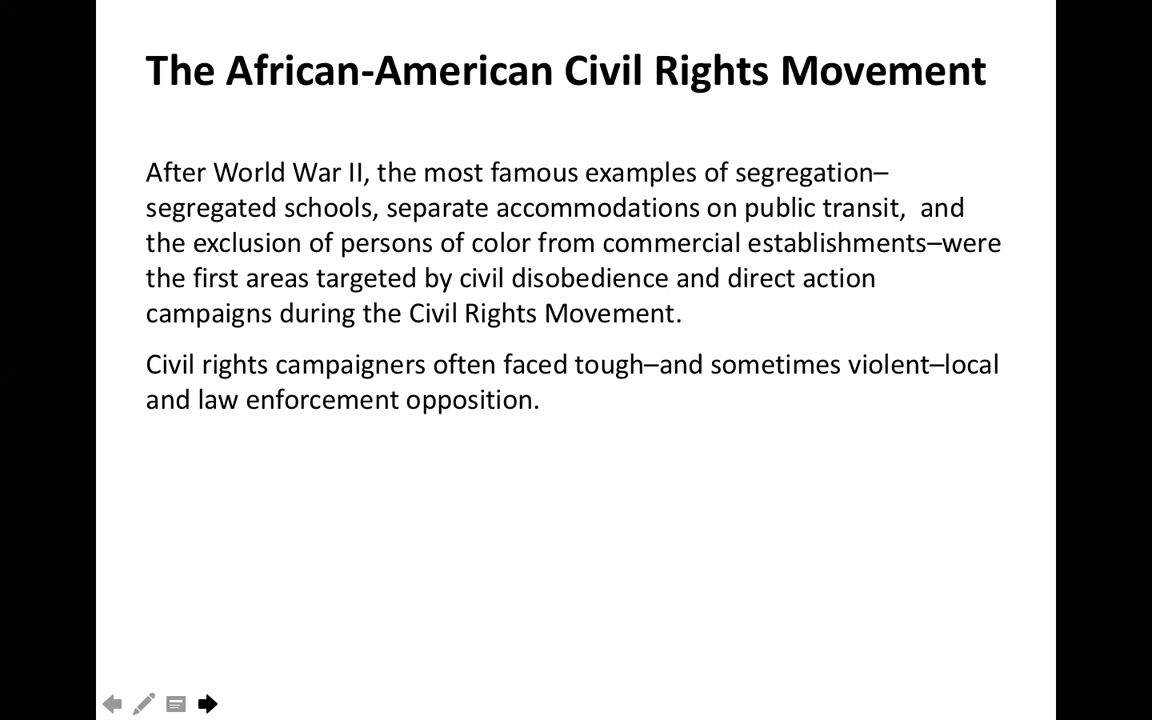 The African-American Civil Rights Movement
After World War II, the most famous examples of segregation–
segregated schools, separate accommodations on public transit,  and
the exclusion of persons of color from commercial establishments–were
the first areas targeted by civil disobedience and direct action
campaigns during the Civil Rights Movement.
Civil rights campaigners often faced tough–and sometimes violent–local
and law enforcement opposition.